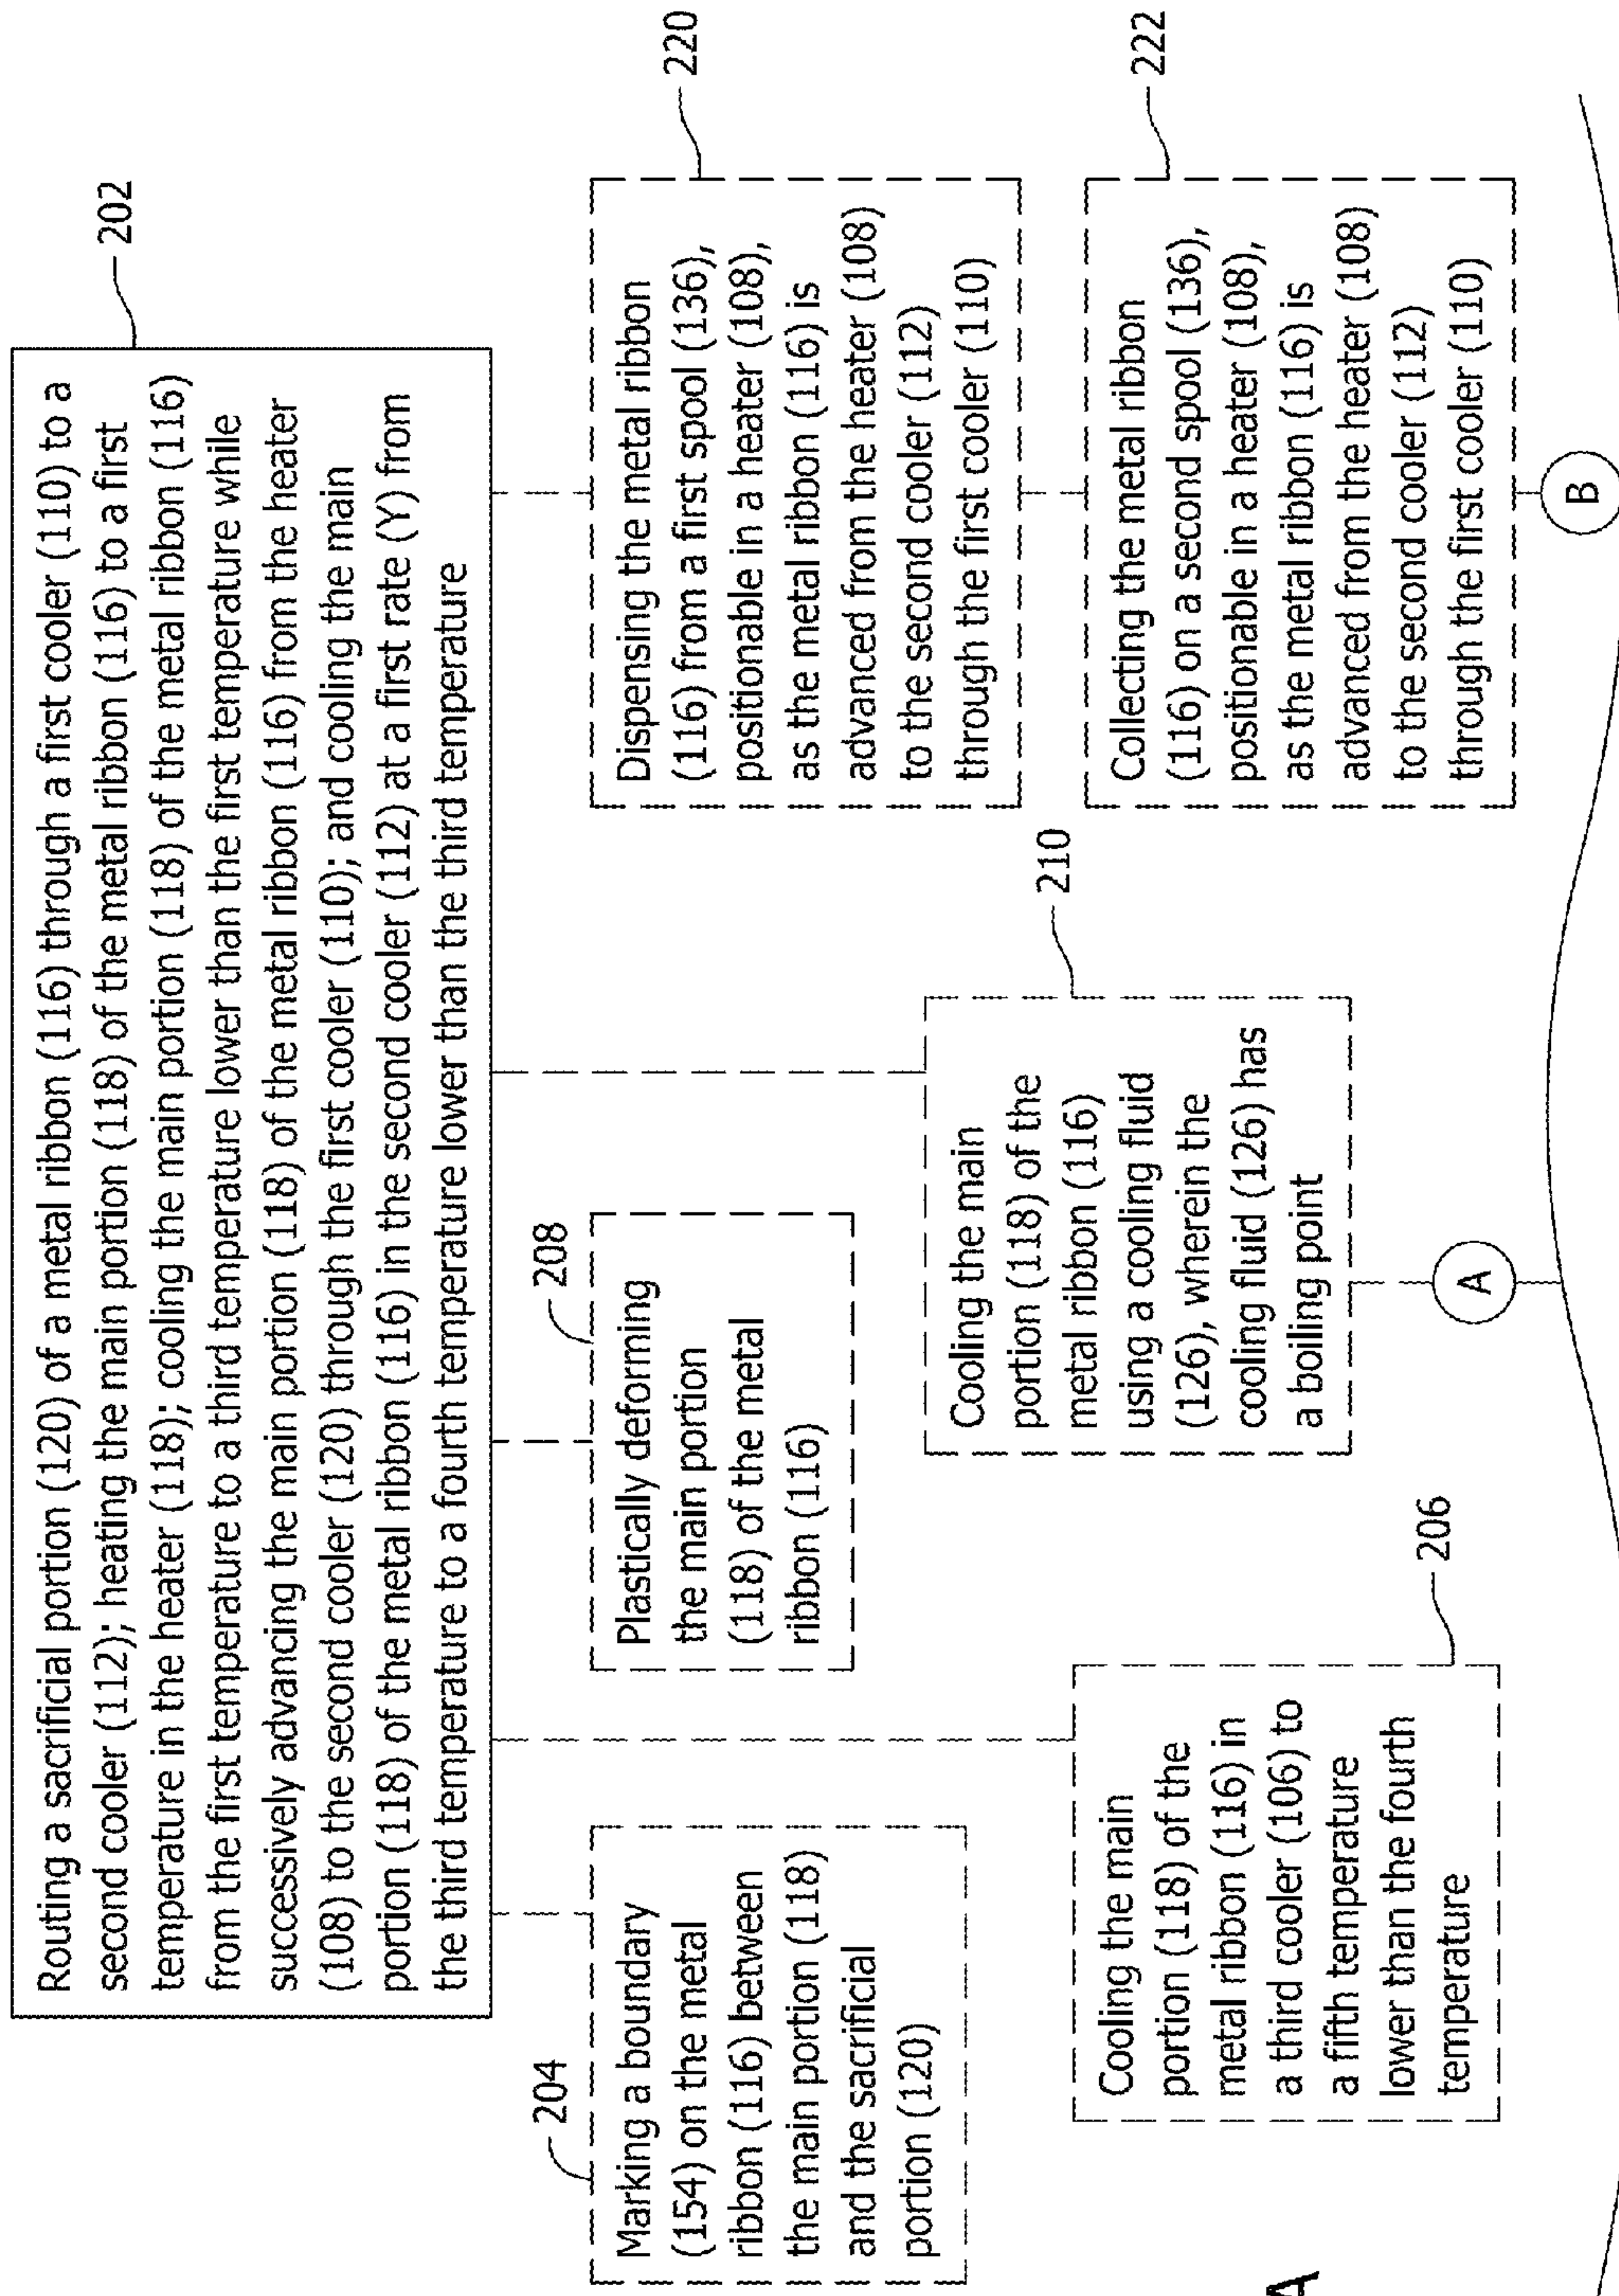 202
Routing a sacrificial portion (120) of a metal ribbon (116) through a first cooler (110) to a
second cooler (112); heating the main portion (118) of the metal ribbon (116) to a first
temperature in the heater (118); cooling the main portion (118) of the metal ribbon (116)
from the first temperature to a third temperature lower than the first temperature while
successively advancing the main portion (118) of the metal ribbon (116) from the heater
(108) to the second cooler (120) through the first cooler (110); and cooling the main
portion (118) of the metal ribbon (116) in the second cooler (112) at a first rate (Y) from
the third temperature to a fourth temperature lower than the third temperature
204
Marking a boundary
(154) on the metal
ribbon (116) between
the main portion (118)
and the sacrificial
portion (120)
208
Plastically deforming
the main portion
(118) of the metal
ribbon (116)
220
Dispensing the metal ribbon
(116) from a first spool (136),
positionable in a heater (108),
as the metal ribbon (116) is
advanced from the heater (108)
to the second cooler (112)
through the first cooler (110)
206
Cooling the main
portion (118) of the
metal ribbon (116) in
a third cooler (106) to
a fifth temperature
lower than the fourth
temperature
210
Cooling the main
portion (118) of the
metal ribbon (116)
using a cooling fluid
(126), wherein the
cooling fluid (126) has
a boiling point
222
Collecting the metal ribbon
(116) on a second spool (136),
positionable in a heater (108),
as the metal ribbon (116) is
advanced from the heater (108)
to the second cooler (112)
through the first cooler (110)
A
B
A